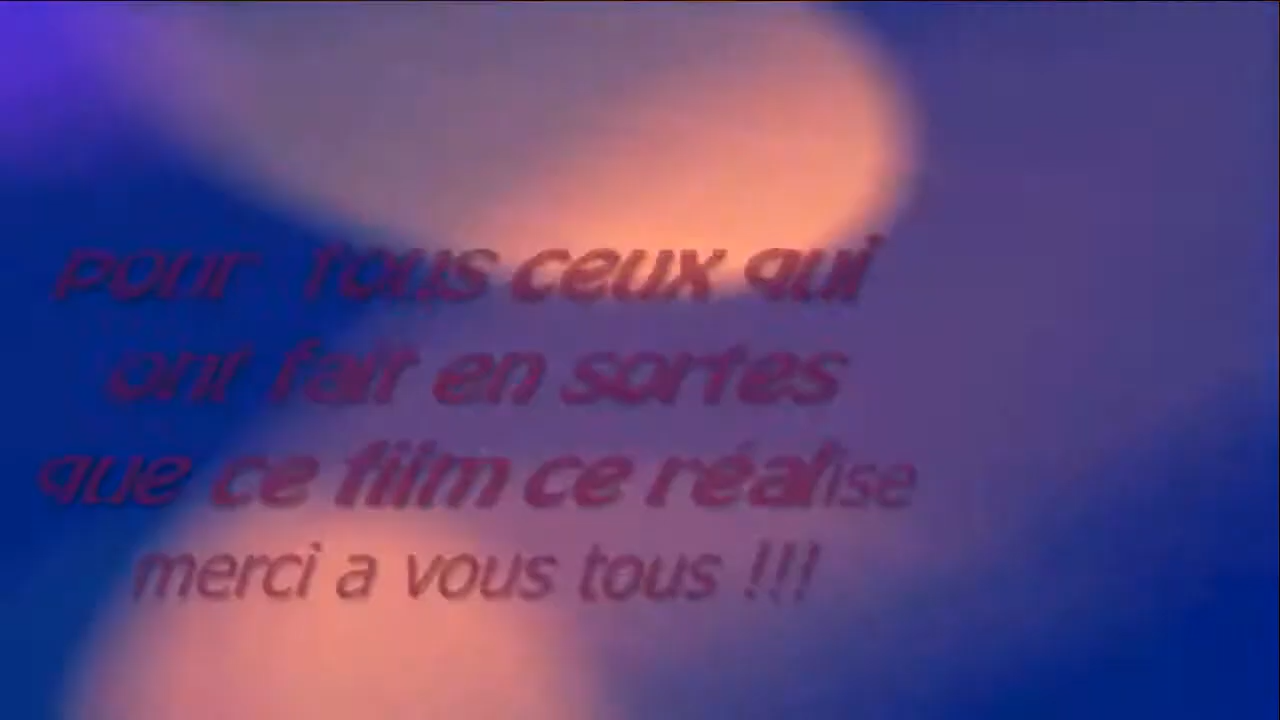 pour tous ceux qui
ont fait en sortes
que ce film ce réalise
merci a vous tous !!!